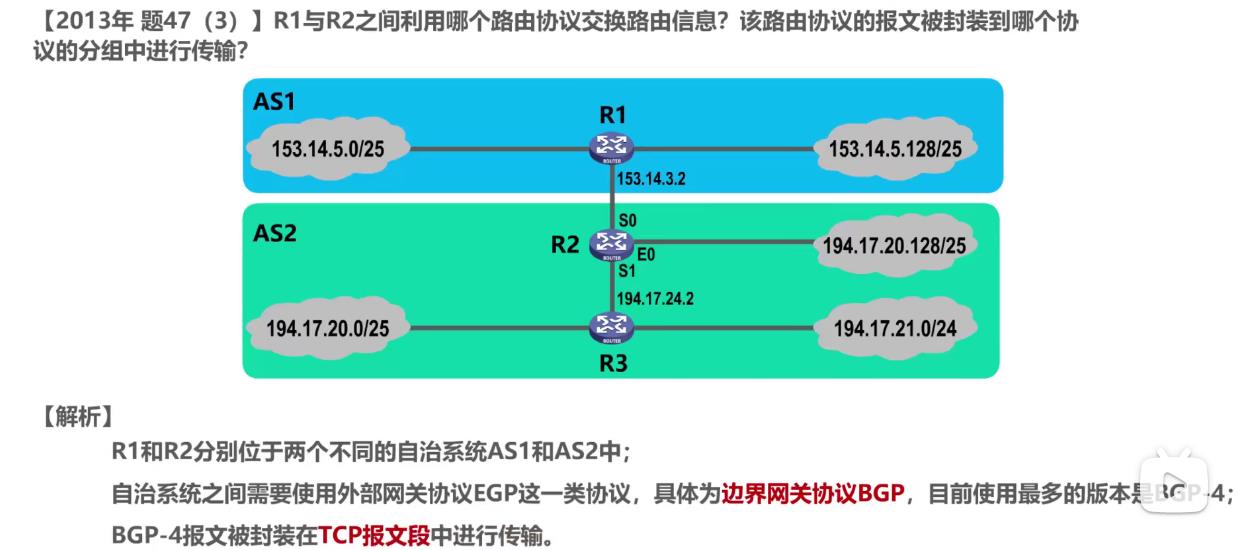 【2013年 题47（3）】R1与R2之间利用哪个路由协议交换路由信息？该路由协议的报文被封装到哪个协
议的分组中进行传输？
AS1
R1
153.14.5.0/25
ROUTER
153.14.5.128/25
153.14.3.2
AS2
S0
R2
ROUTER
E0
194.17.20.128/25
S1
194.17.24.2
194.17.20.0/25
ROUTER
194.17.21.0/24
R3
【解析】
R1和R2分别位于两个不同的自治系统AS1和AS2中；
自治系统之间需要使用外部网关协议EGP这一类协议，具体为边界网关协议BGP，目前使用最多的版本是BGP-4；
BGP-4报文被封装在TCP报文段中进行传输。